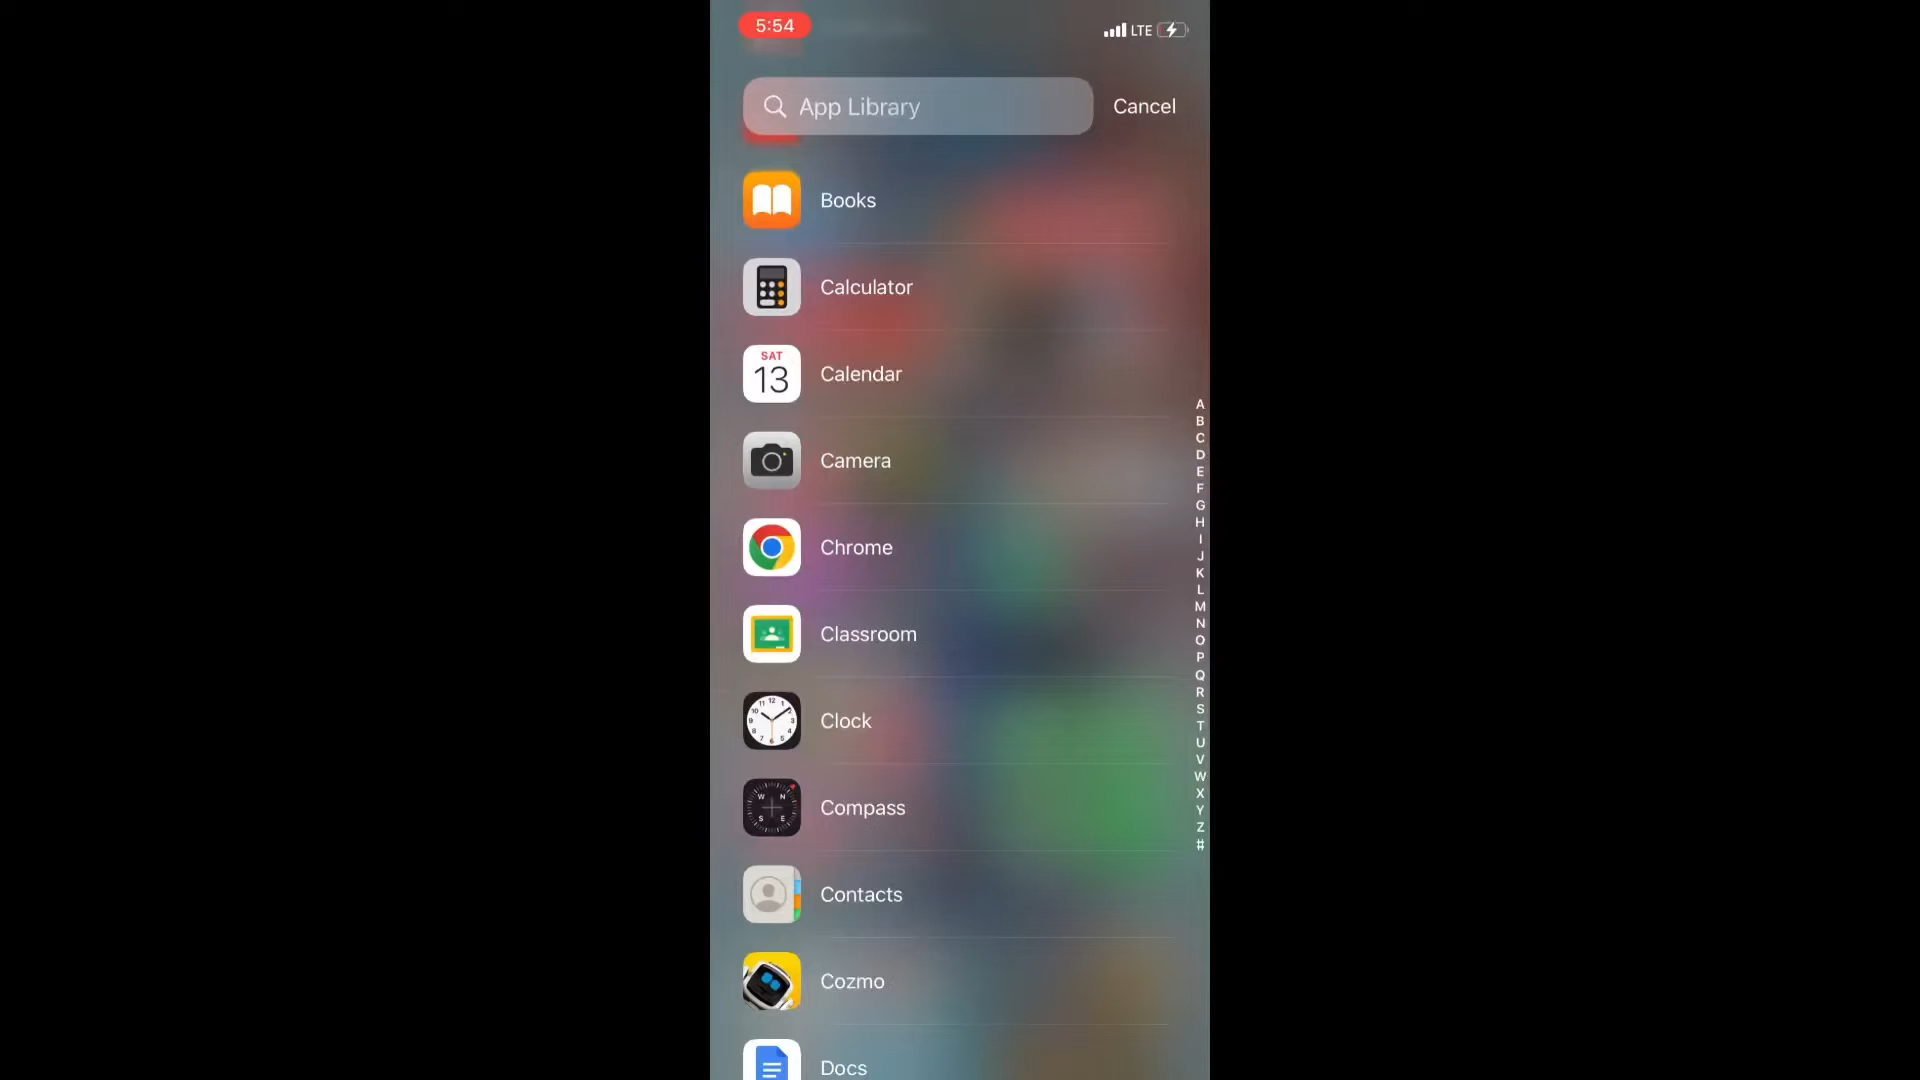 5:54
LTE
App Library
Cancel
Books
Calculator
SAT
13
Calendar
Camera
Chrome
Classroom
Clock
W N
S E
Compass
Contacts
Cozmo
Docs
A
B
C
D
E
F
G
H
I
J
K
L
M
N
O
P
Q
R
S
T
U
V
W
X
Y
Z
#